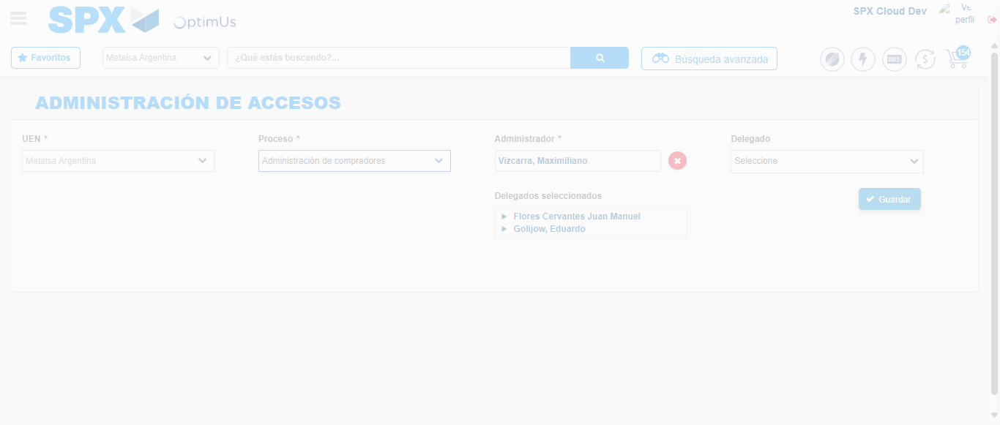 SPX
OptimUs
SPX Cloud Dev
perfil
Favoritos
Metalsa Argentina
¿Qué estás buscando?...
Búsqueda avanzada
154
ADMINISTRACIÓN DE ACCESOS
UEN *
Proceso *
Administrador *
Delegado
Metalsa Argentina
Administración de compradores
Vizcarra, Maximiliano
Seleccione
Delegados seleccionados
Guardar
Flores Cervantes Juan Manuel
Golijow, Eduardo